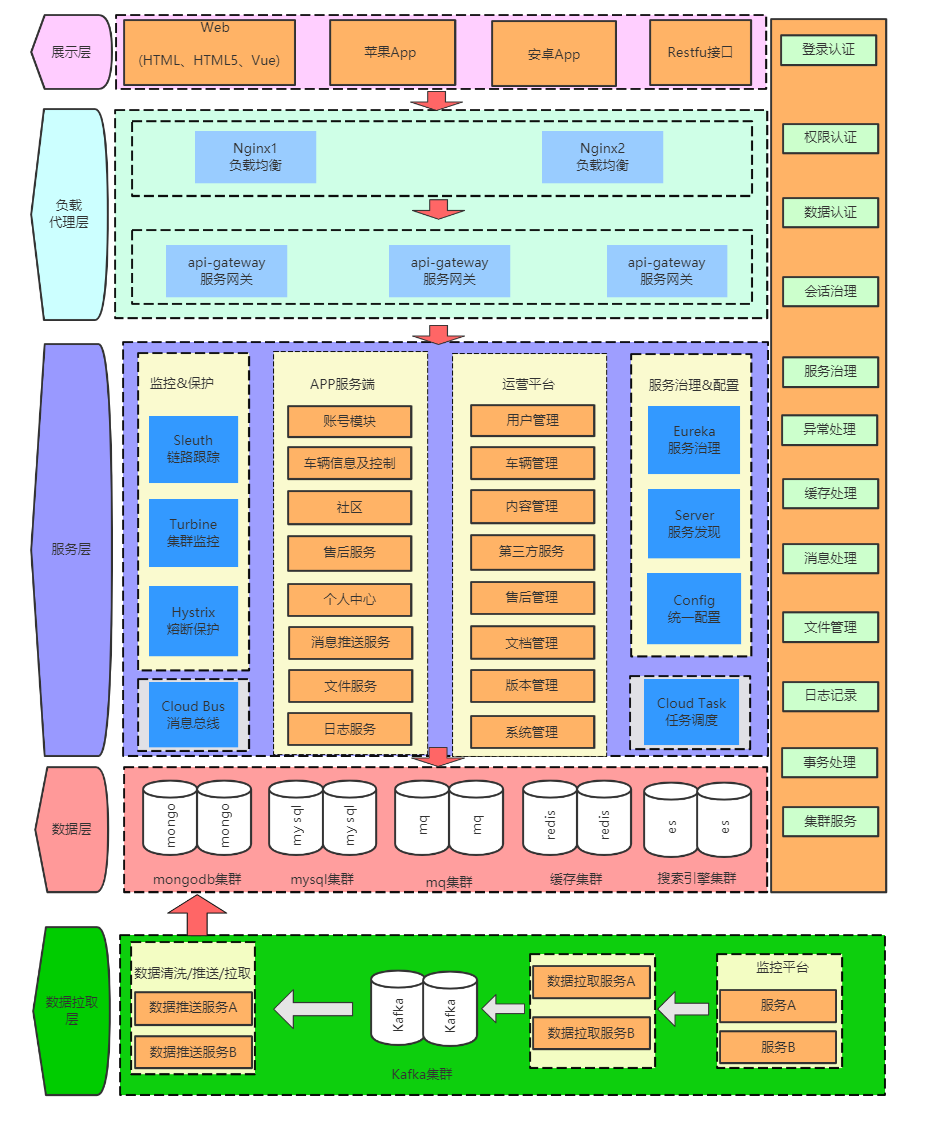 展示层
Web
(HTML、HTML5、Vue)
苹果App
安卓App
Restfu接口
负载
代理层
Nginx1
负载均衡
Nginx2
负载均衡
api-gateway
服务网关
api-gateway
服务网关
api-gateway
服务网关
服务层
监控&保护
Sleuth
链路跟踪
Turbine
集群监控
Hystrix
熔断保护
Cloud Bus
消息总线
APP服务端
账号模块
车辆信息及控制
社区
售后服务
个人中心
消息推送服务
文件服务
日志服务
运营平台
用户管理
车辆管理
内容管理
第三方服务
售后管理
文档管理
版本管理
系统管理
服务治理&配置
Eureka
服务治理
Server
服务发现
Config
统一配置
Cloud Task
任务调度
数据层
mongo
mongo
mongodb集群
my sql
my sql
mysql集群
mq
mq
mq集群
redis
redis
缓存集群
es
es
搜索引擎集群
登录认证
权限认证
数据认证
会话治理
服务治理
异常处理
缓存处理
消息处理
文件管理
日志记录
事务处理
集群服务
数据拉取
层
数据清洗/推送/拉取
数据推送服务A
数据推送服务B
Kafka
Kafka
Kafka集群
数据拉取服务A
数据拉取服务B
监控平台
服务A
服务B